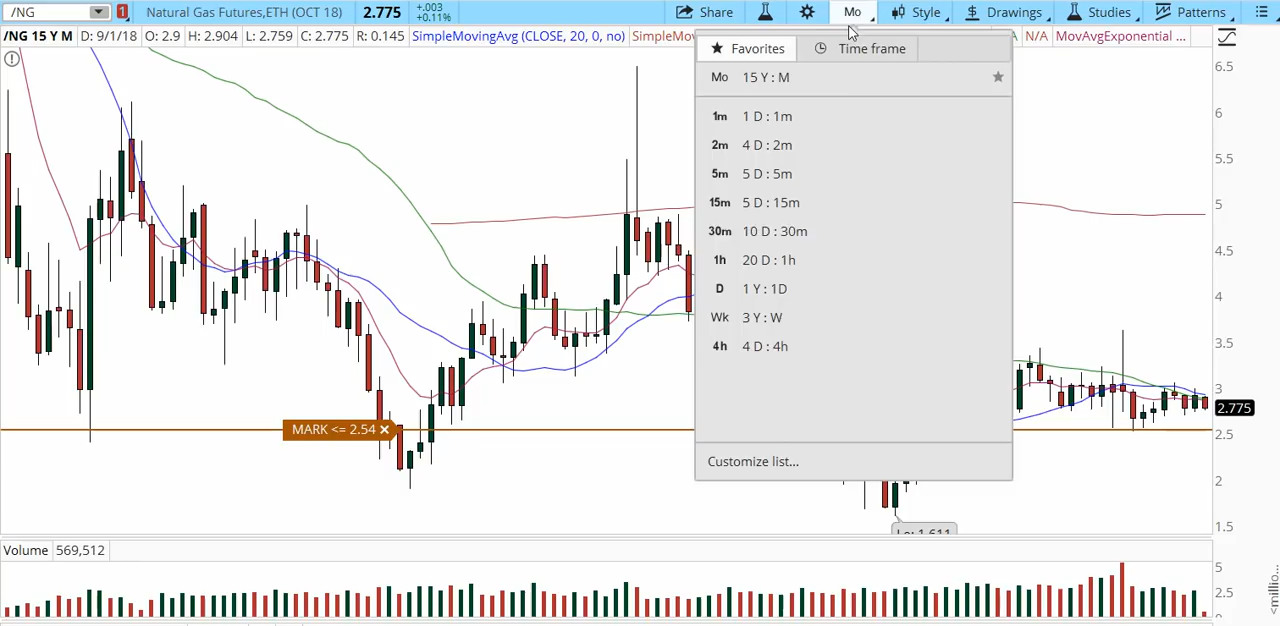 /NG 1 Natural Gas Futures,ETH (OCT 18) 2.775 +.003 +0.11% Share Mo Style Drawings Studies Patterns
/NG 15 Y M D: 9/1/18 O: 2.9 H: 2.904 L: 2.759 C: 2.775 R: 0.145 SimpleMovingAvg (CLOSE, 20, 0, no) SimpleMov N/A MovAvgExponential ...
Favorites Time frame
Mo 15 Y : M
1m 1 D : 1m
2m 4 D : 2m
5m 5 D : 5m
15m 5 D : 15m
30m 10 D : 30m
1h 20 D : 1h
D 1 Y : 1D
Wk 3 Y : W
4h 4 D : 4h
Customize list...
MARK <= 2.54 ×
6.5
6
5.5
5
4.5
4
3.5
3
2.775
2.5
2
1.5
Volume 569,512
5
2.5
<millio...